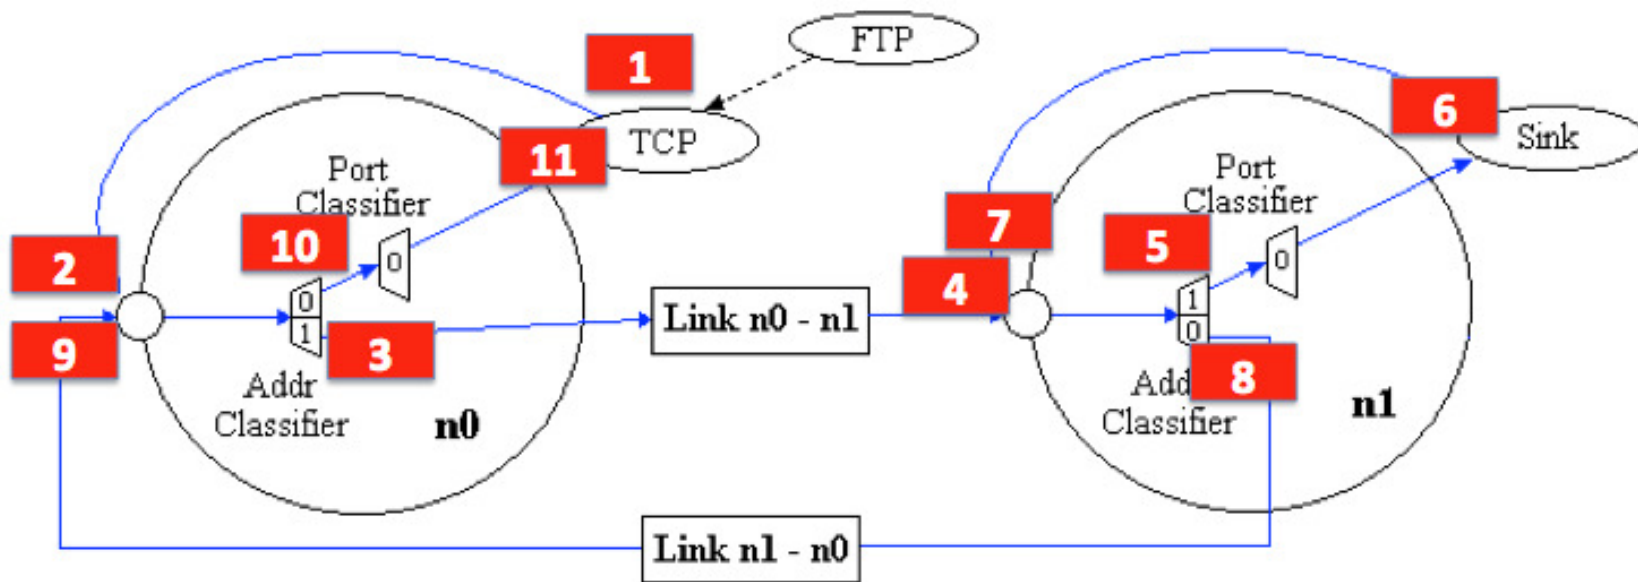 FTP
1
TCP
11
Port
Classifier
10
0
2
0
1
9
3
Addr
Classifier
n0
Link n0 - n1
6
Sink
Port
Classifier
7
5
0
4
1
0
8
Add
Classifier
n1
Link n1 - n0